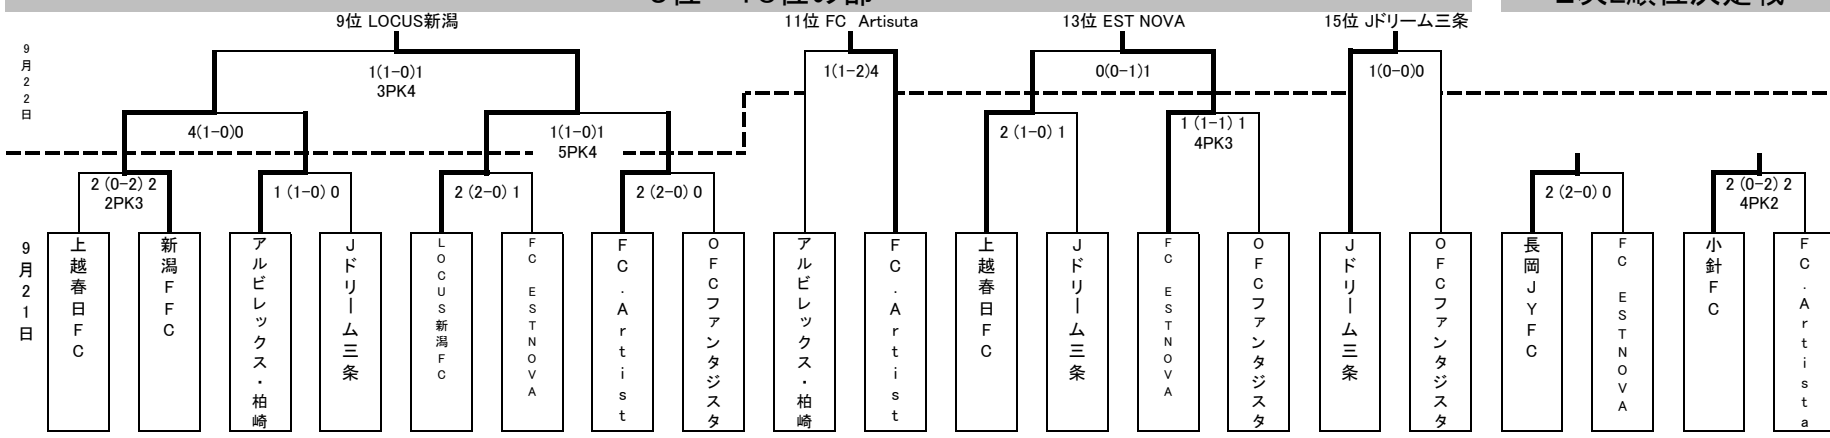 9位 LOCUS新潟
11位 FC Artisuta
13位 EST NOVA
15位 Jドリーム三条
9月22日
1(1-0)1
3PK4
1(1-2)4
0(0-1)1
1(0-0)0
4(1-0)0
1(1-0)1
5PK4
2(1-0)1
1(1-1)1
4PK3
2(0-2)2
2PK3
1(1-0)0
2(2-0)1
2(2-0)0
2(2-0)0
2(0-2)2
4PK2
9月21日
上越春日FC
新潟FFC
アルビレックス・柏崎
Jドリーム三条
LOCUS新潟FC
FC ESTNOVA
FC.Artist
OFCファンタジスタ
アルビレックス・柏崎
FC.Artist
上越春日FC
Jドリーム三条
FC ESTNOVA
OFCファンタジスタ
Jドリーム三条
OFCファンタジスタ
長岡JYFC
FC ESTNOVA
小針FC
FC.Artista